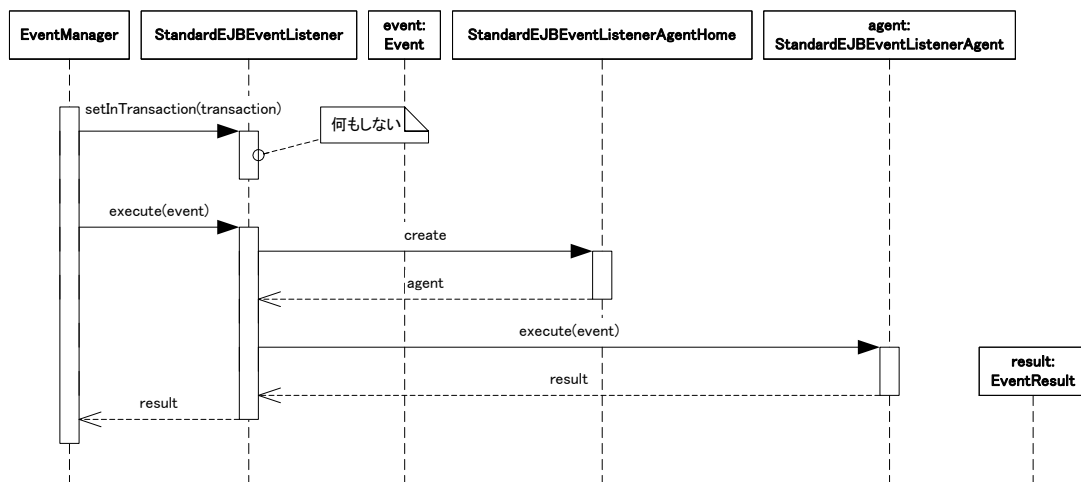 EventManager
StandardEJBEventListener
event:
Event
StandardEJBEventListenerAgentHome
agent:
StandardEJBEventListenerAgent
setInTransaction(transaction)
何もしない
execute(event)
create
agent
execute(event)
result:
EventResult
result
result